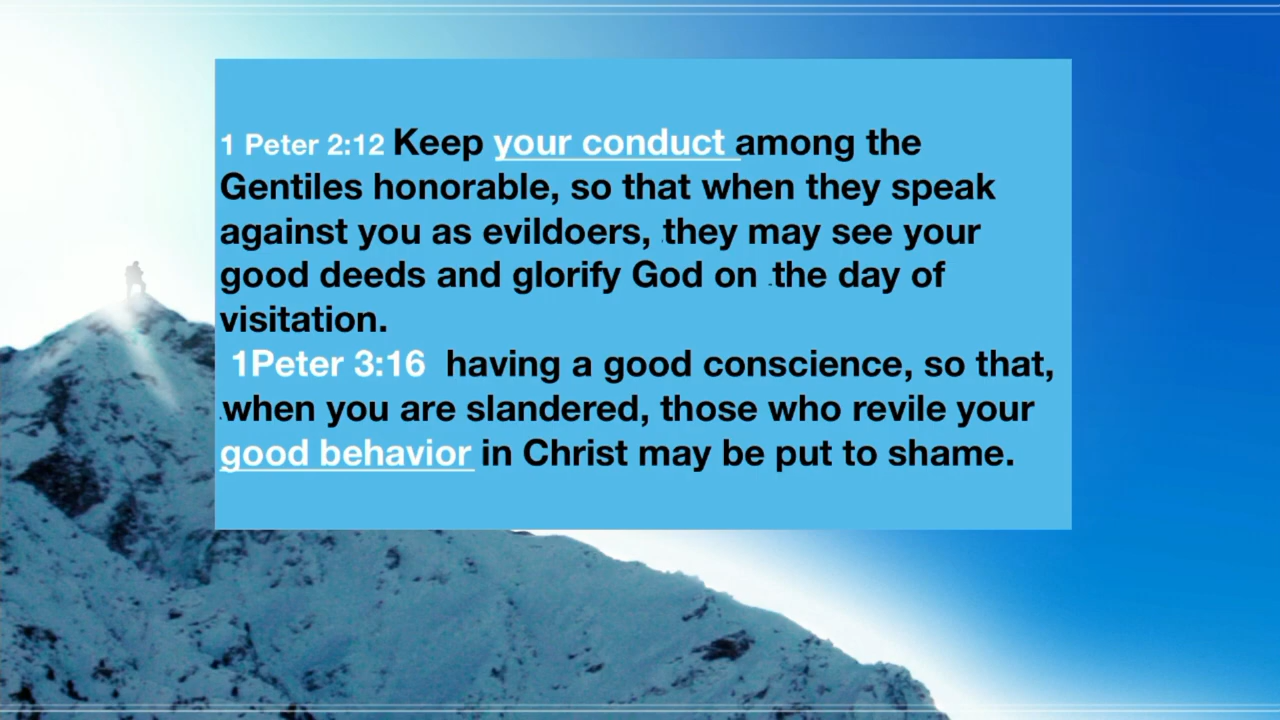 1 Peter 2:12 Keep your conduct among the
Gentiles honorable, so that when they speak
against you as evildoers, they may see your
good deeds and glorify God on the day of
visitation.
1Peter 3:16 having a good conscience, so that,
when you are slandered, those who revile your
good behavior in Christ may be put to shame.